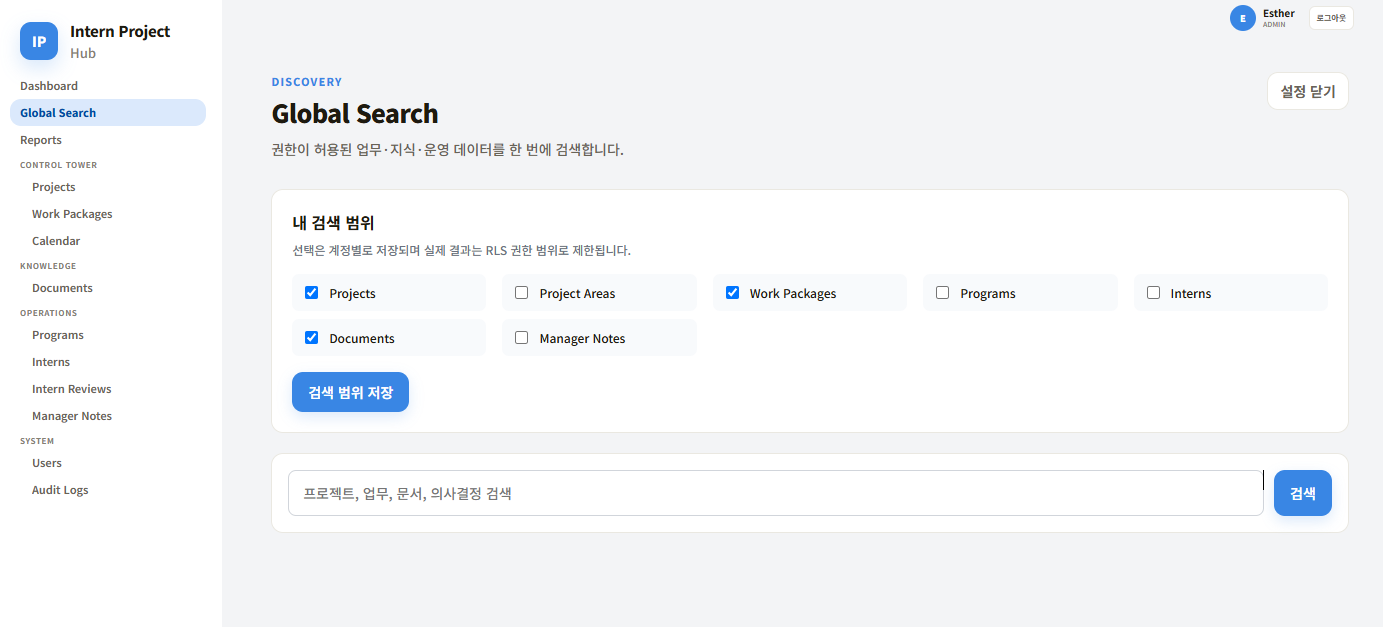 IP
Intern Project
Hub
Dashboard
Global Search
Reports
CONTROL TOWER
Projects
Work Packages
Calendar
KNOWLEDGE
Documents
OPERATIONS
Programs
Interns
Intern Reviews
Manager Notes
SYSTEM
Users
Audit Logs
E
Esther
ADMIN
로그아웃
DISCOVERY
Global Search
권한이 허용된 업무·지식·운영 데이터를 한 번에 검색합니다.
설정 닫기
내 검색 범위
선택은 계정별로 저장되며 실제 결과는 RLS 권한 범위로 제한됩니다.
Projects
Project Areas
Work Packages
Programs
Interns
Documents
Manager Notes
검색 범위 저장
프로젝트, 업무, 문서, 의사결정 검색
검색